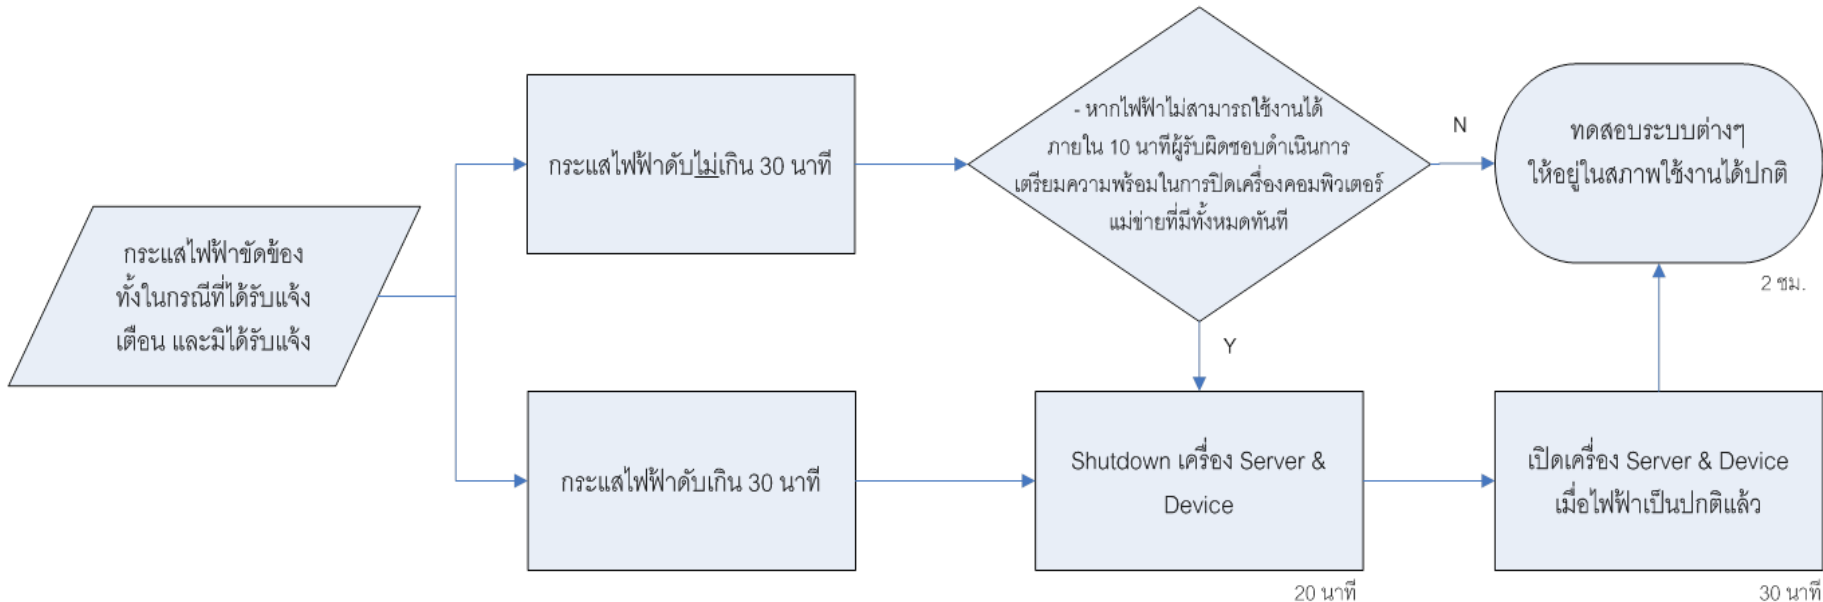 กระแสไฟฟ้าขัดข้อง
ทั้งในกรณีที่ได้รับแจ้ง
เตือน และมิได้รับแจ้ง
กระแสไฟฟ้าดับไม่เกิน 30 นาที
- หากไฟฟ้าไม่สามารถใช้งานได้
ภายใน 10 นาทีผู้รับผิดชอบดำเนินการ
เตรียมความพร้อมในการปิดเครื่องคอมพิวเตอร์
แม่ข่ายที่มีทั้งหมดทันที
N
ทดสอบระบบต่างๆ
ให้อยู่ในสภาพใช้งานได้ปกติ
2 ชม.
Y
กระแสไฟฟ้าดับเกิน 30 นาที
Shutdown เครื่อง Server &
Device
20 นาที
เปิดเครื่อง Server & Device
เมื่อไฟฟ้าเป็นปกติแล้ว
30 นาที